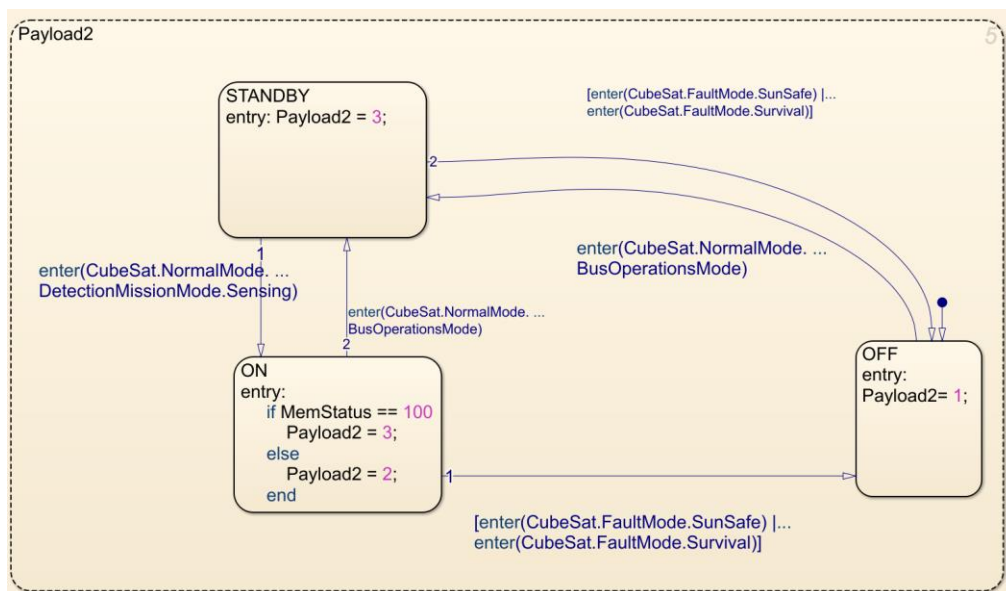 Payload2
5
STANDBY
entry: Payload2 = 3;
[enter(CubeSat.FaultMode.SunSafe) |...
enter(CubeSat.FaultMode.Survival)]
2
1
enter(CubeSat.NormalMode. ...
DetectionMissionMode.Sensing)
enter(CubeSat.NormalMode. ...
BusOperationsMode)
enter(CubeSat.NormalMode. ...
BusOperationsMode)
2
ON
entry:
if MemStatus == 100
Payload2 = 3;
else
Payload2 = 2;
end
OFF
entry:
Payload2= 1;
1
[enter(CubeSat.FaultMode.SunSafe) |...
enter(CubeSat.FaultMode.Survival)]